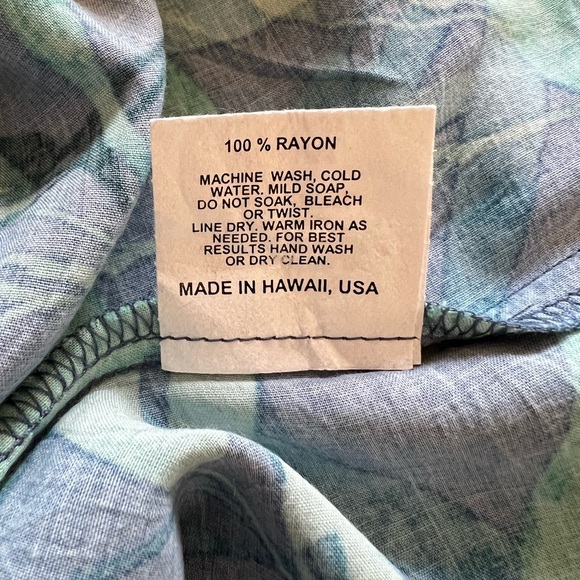 100 % RAYON
MACHINE WASH, COLD
WATER. MILD SOAP,
DO NOT SOAK, BLEACH
OR TWIST.
LINE DRY. WARM IRON AS
NEEDED. FOR BEST
RESULTS HAND WASH
OR DRY CLEAN.
MADE IN HAWAII, USA